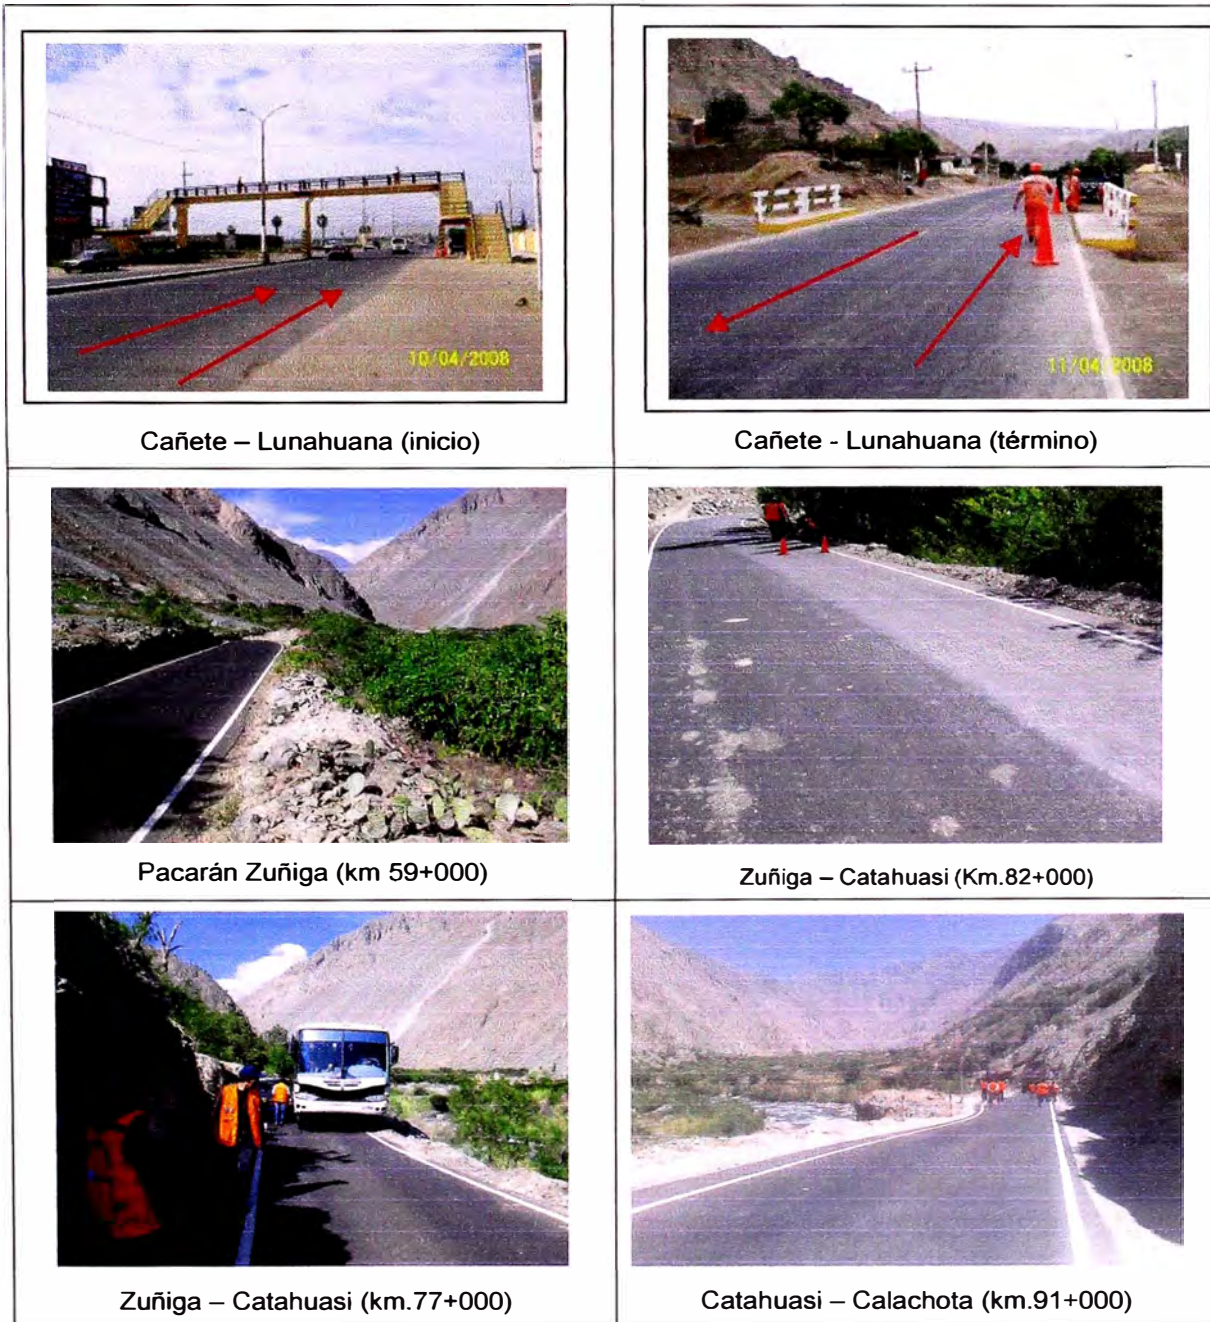 10/04/2008
11/04/2008
Cañete – Lunahuana (inicio)
Cañete - Lunahuana (término)
Pacarán Zuñiga (km 59+000)
Zuñiga – Catahuasi (Km.82+000)
Zuñiga – Catahuasi (km.77+000)
Catahuasi – Calachota (km.91+000)